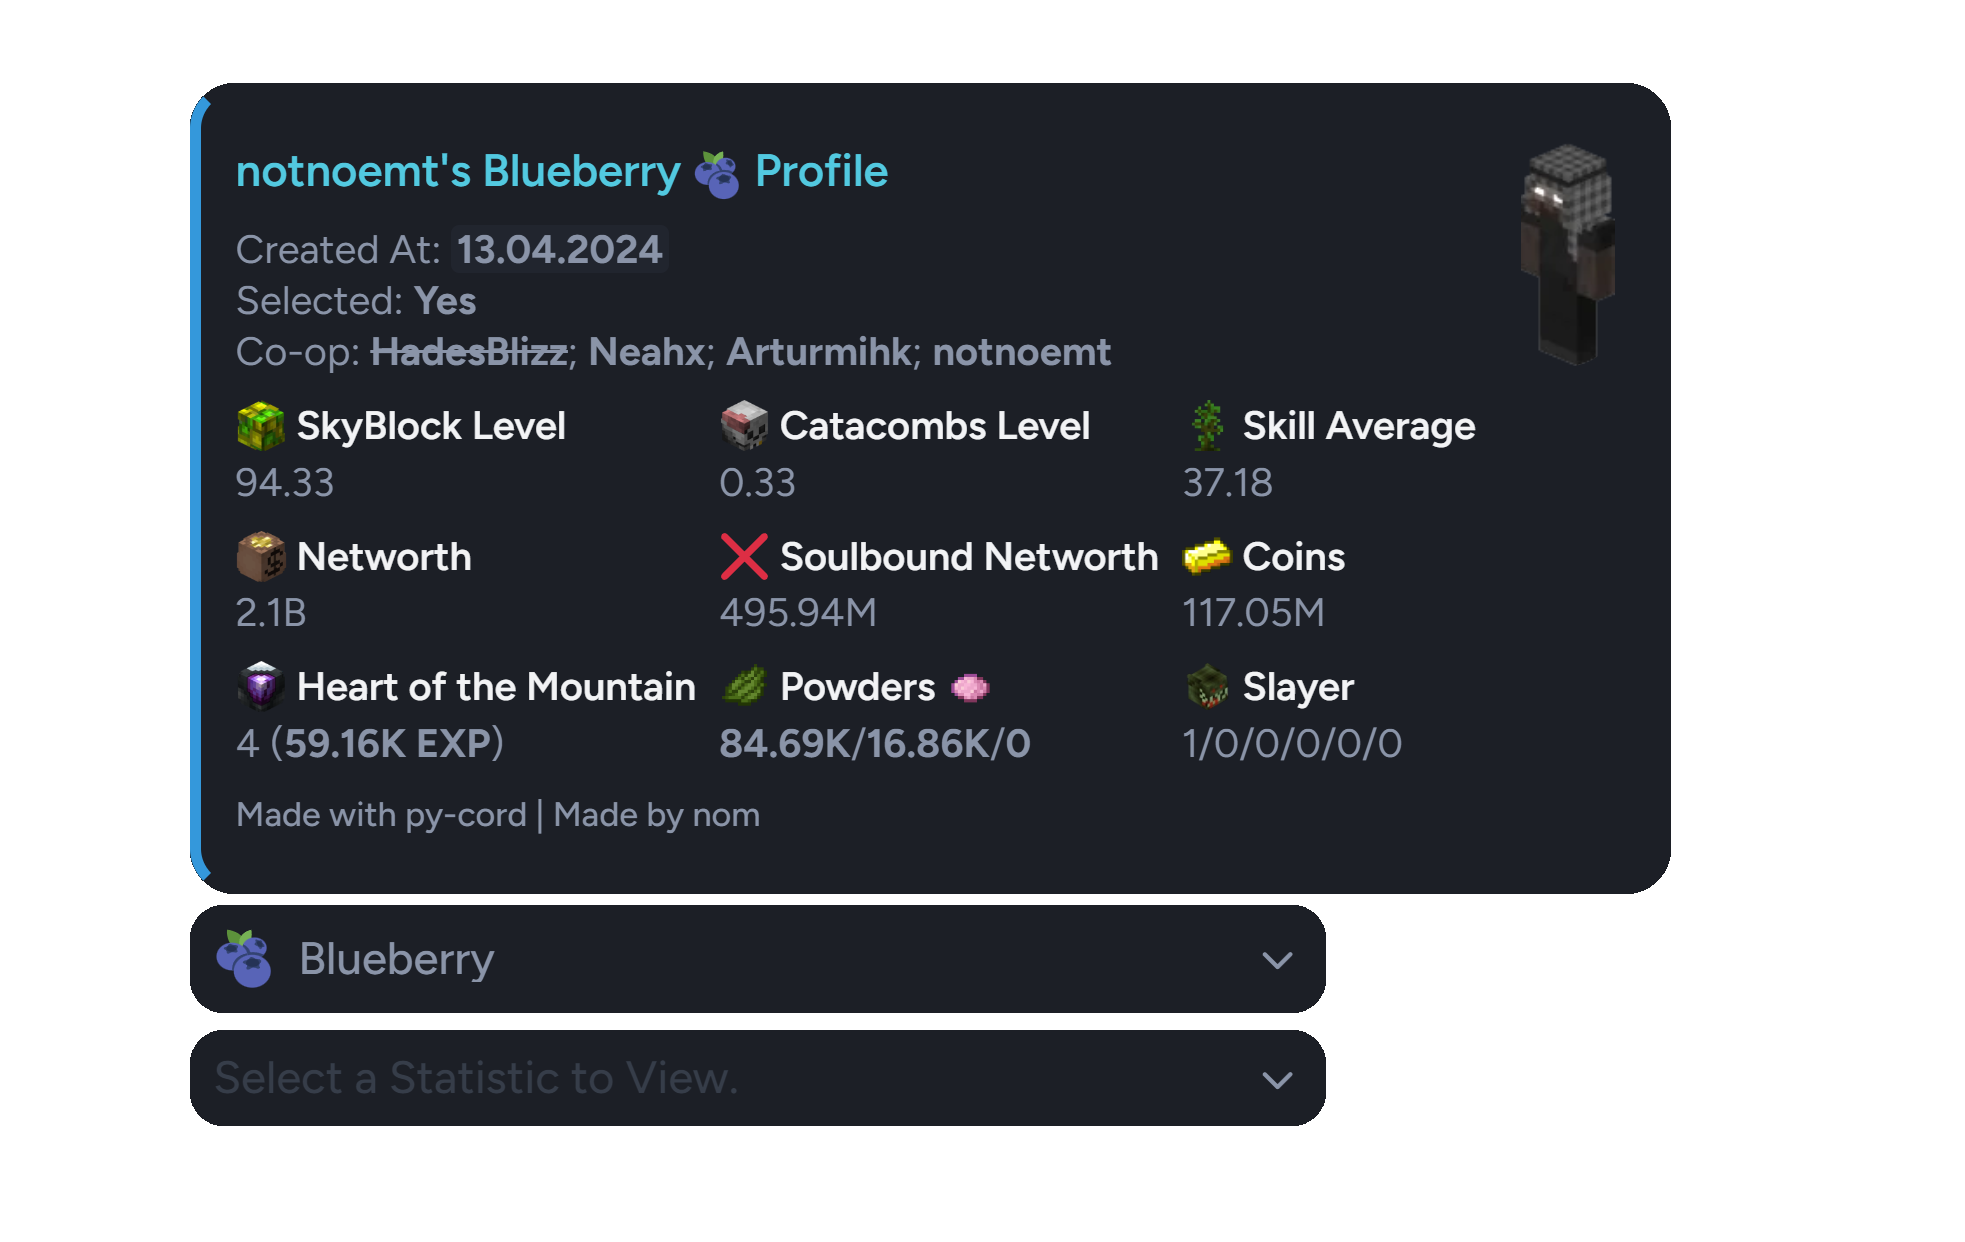 notnoemt's Blueberry Profile
Created At: 13.04.2024
Selected: Yes
Co-op: HadesBlizz; Neahx; Arturmihk; notnoemt
SkyBlock Level
94.33
Catacombs Level
0.33
Skill Average
37.18
Networth
2.1B
Soulbound Networth
495.94M
Coins
117.05M
Heart of the Mountain
4 (59.16K EXP)
Powders
84.69K/16.86K/0
Slayer
1/0/0/0/0/0
Made with py-cord | Made by nom
Blueberry
Select a Statistic to View.